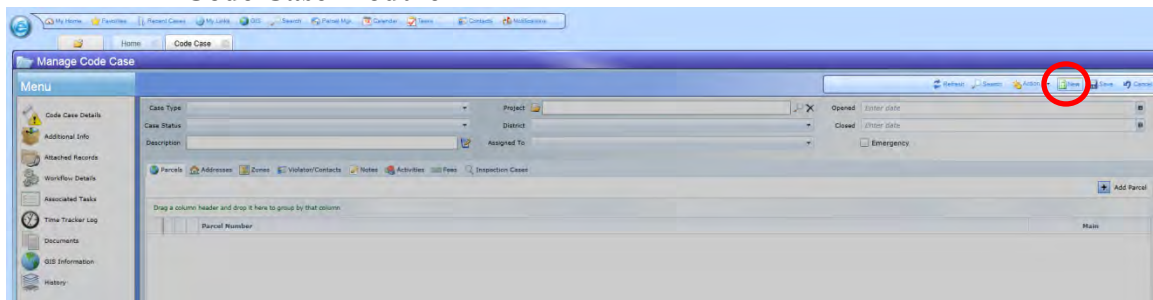 My Home Favorites Recent Cases My Links GIS Search Parcel Mgr Calendar Tasks Contacts Notifications
Home Code Case
Manage Code Case
Menu
Refresh Search Actions New Save Cancel
Code Case Details
Additional Info
Attached Records
Workflow Details
Associated Tasks
Time Tracker Log
Documents
GIS Information
History
Case Type Project Opened Enter date
Case Status District Closed Enter date
Description Assigned To Emergency
Parcels Addresses Zones Violator/Contacts Notes Activities Fees Inspection Cases
Add Parcel
Drag a column header and drop it here to group by that column
Parcel Number Main